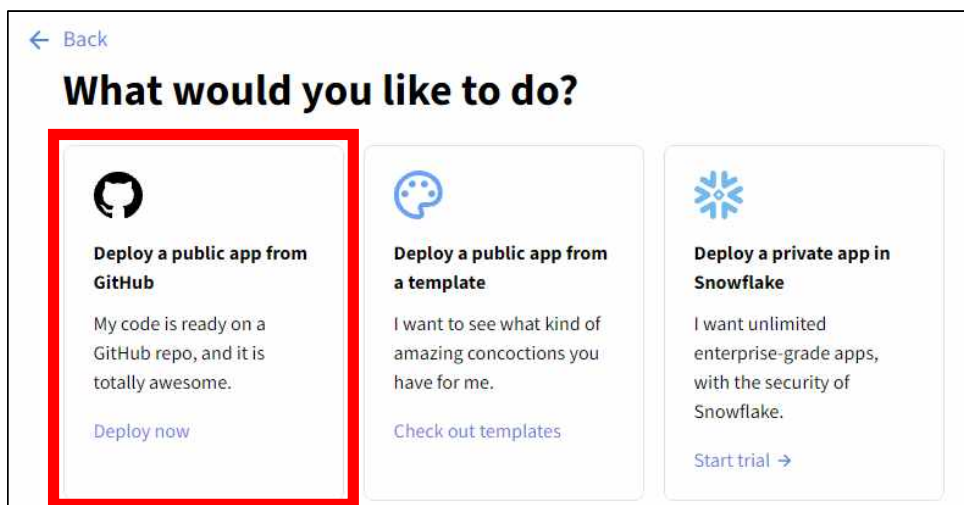 Back
What would you like to do?
Deploy a public app from
GitHub
My code is ready on a
GitHub repo, and it is
totally awesome.
Deploy now
Deploy a public app from
a template
I want to see what kind of
amazing concoctions you
have for me.
Check out templates
Deploy a private app in
Snowflake
I want unlimited
enterprise-grade apps,
with the security of
Snowflake.
Start trial →